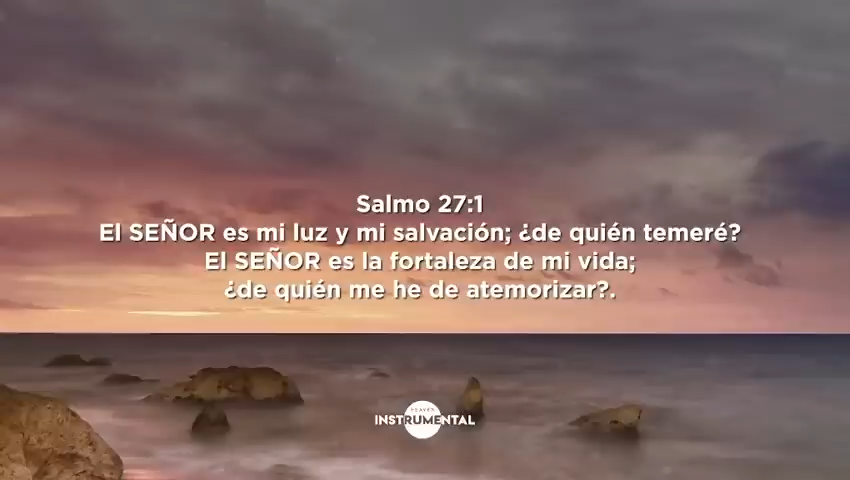 Salmo 27:1
El SEÑOR es mi luz y mi salvación; ¿de quién temeré?
El SEÑOR es la fortaleza de mi vida;
¿de quién me he de atemorizar?.
HEAVEN
INSTRUMENTAL